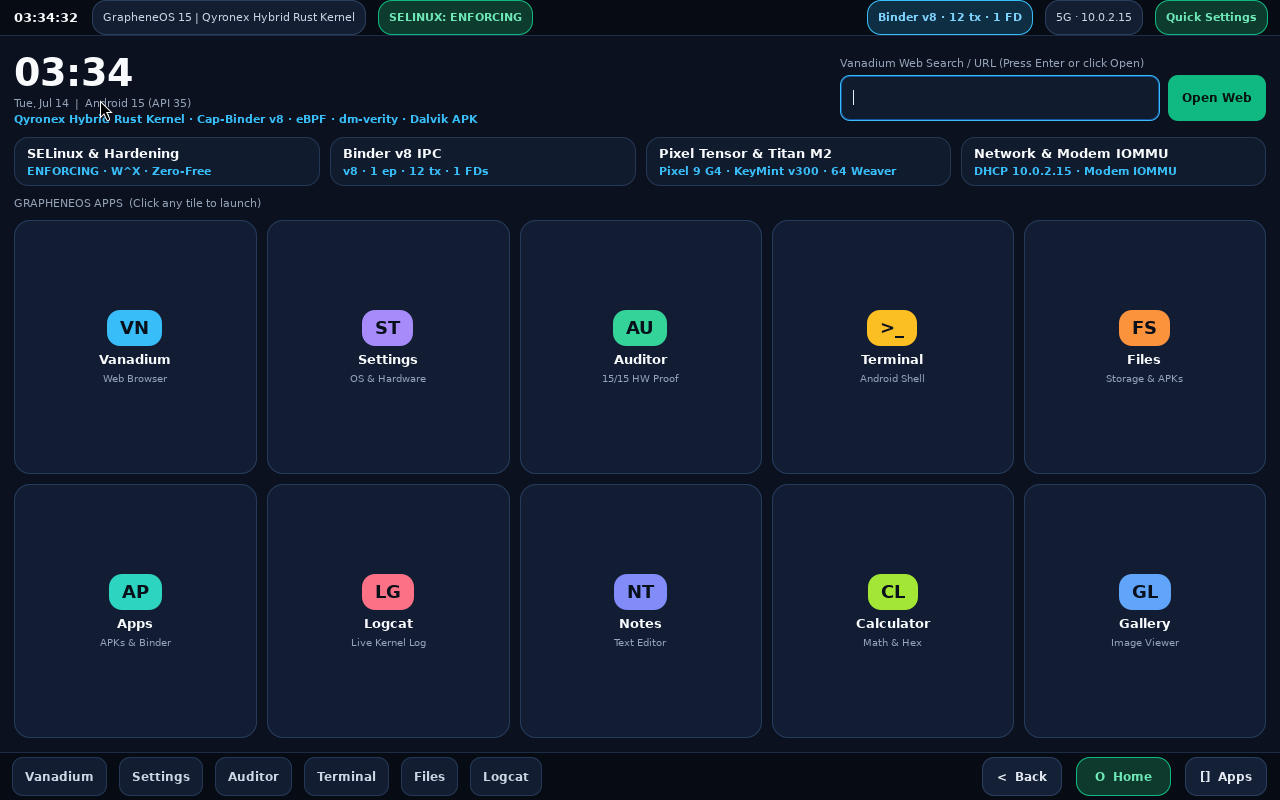 03:34:32
GrapheneOS 15 | Qyronex Hybrid Rust Kernel
SELINUX: ENFORCING
Binder v8 · 12 tx · 1 FD
5G · 10.0.2.15
Quick Settings
03:34
Tue, Jul 14 | Android 15 (API 35)
Qyronex Hybrid Rust Kernel · Cap-Binder v8 · eBPF · dm-verity · Dalvik APK
Vanadium Web Search / URL (Press Enter or click Open)
Open Web
SELinux & Hardening
ENFORCING · W^X · Zero-Free
Binder v8 IPC
v8 · 1 ep · 12 tx · 1 FDs
Pixel Tensor & Titan M2
Pixel 9 G4 · KeyMint v300 · 64 Weaver
Network & Modem IOMMU
DHCP 10.0.2.15 · Modem IOMMU
GRAPHENEOS APPS (Click any tile to launch)
VN
Vanadium
Web Browser
ST
Settings
OS & Hardware
AU
Auditor
15/15 HW Proof
>_
Terminal
Android Shell
FS
Files
Storage & APKs
AP
Apps
APKs & Binder
LG
Logcat
Live Kernel Log
NT
Notes
Text Editor
CL
Calculator
Math & Hex
GL
Gallery
Image Viewer
Vanadium
Settings
Auditor
Terminal
Files
Logcat
< Back
O Home
[] Apps